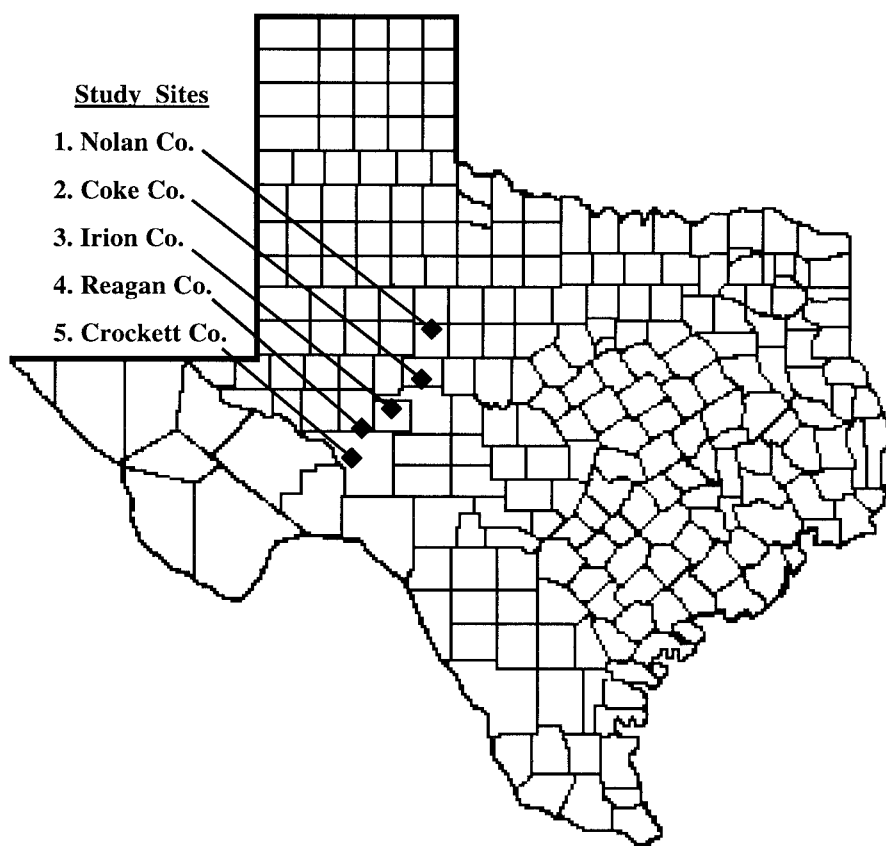 Study Sites
1. Nolan Co.
2. Coke Co.
3. Irion Co.
4. Reagan Co.
5. Crockett Co.